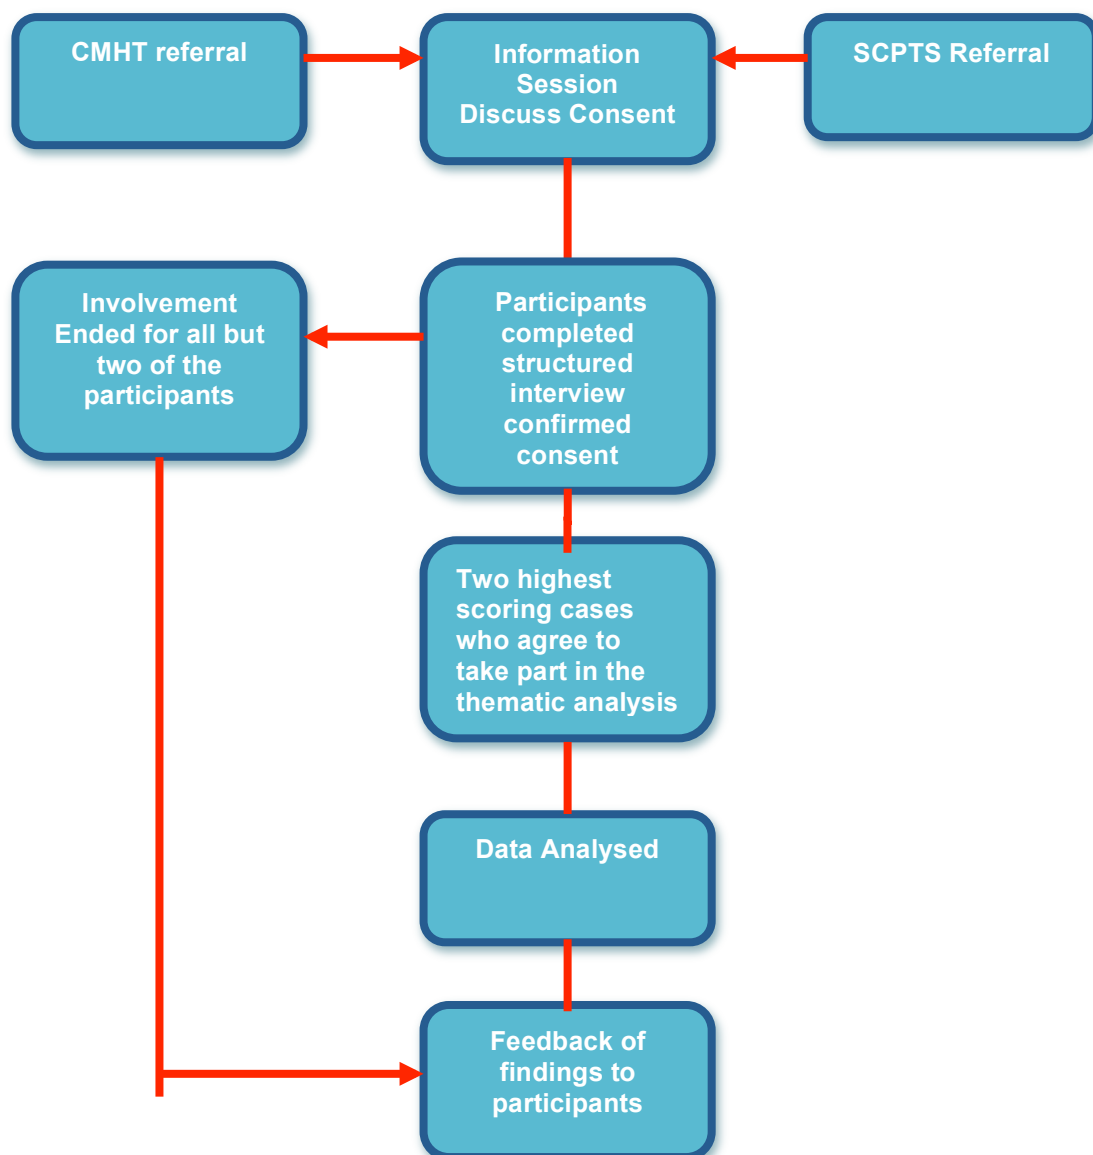 CMHT referral
Information
Session
Discuss Consent
SCPTS Referral
Involvement
Ended for all but
two of the
participants
Participants
completed
structured
interview
confirmed
consent
Two highest
scoring cases
who agree to
take part in the
thematic analysis
Data Analysed
Feedback of
findings to
participants